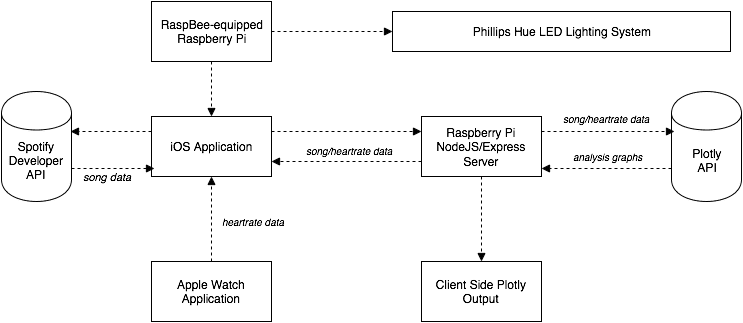 RaspBee-equipped
Raspberry Pi
Phillips Hue LED Lighting System
Spotify
Developer
API
song data
iOS Application
song/heartrate data
Raspberry Pi
NodeJS/Express
Server
song/heartrate data
analysis graphs
Plotly
API
heartrate data
Apple Watch
Application
Client Side Plotly
Output